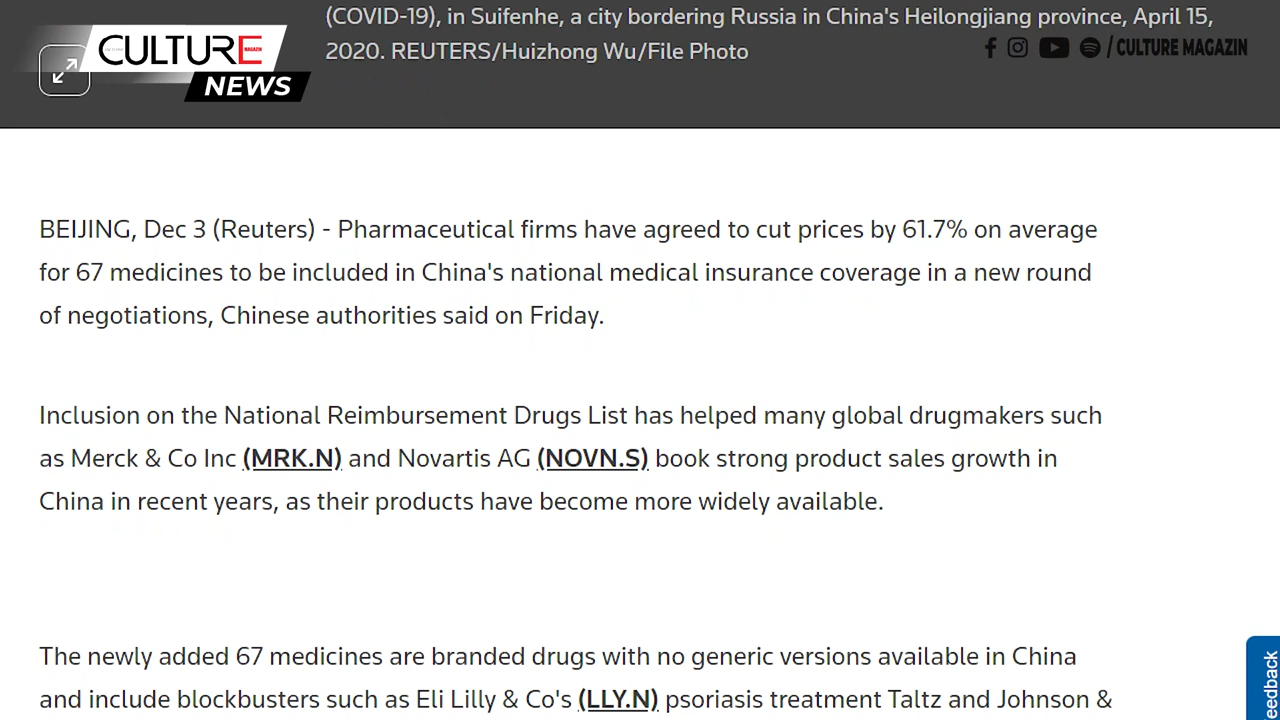 (COVID-19), in Suifenhe, a city bordering Russia in China's Heilongjiang province, April 15,
2020. REUTERS/Huizhong Wu/File Photo
CULTURE
MAGAZIN
NEWS
/ CULTURE MAGAZIN
BEIJING, Dec 3 (Reuters) - Pharmaceutical firms have agreed to cut prices by 61.7% on average
for 67 medicines to be included in China's national medical insurance coverage in a new round
of negotiations, Chinese authorities said on Friday.
Inclusion on the National Reimbursement Drugs List has helped many global drugmakers such
as Merck & Co Inc (MRK.N) and Novartis AG (NOVN.S) book strong product sales growth in
China in recent years, as their products have become more widely available.
The newly added 67 medicines are branded drugs with no generic versions available in China
and include blockbusters such as Eli Lilly & Co's (LLY.N) psoriasis treatment Taltz and Johnson &
eedback